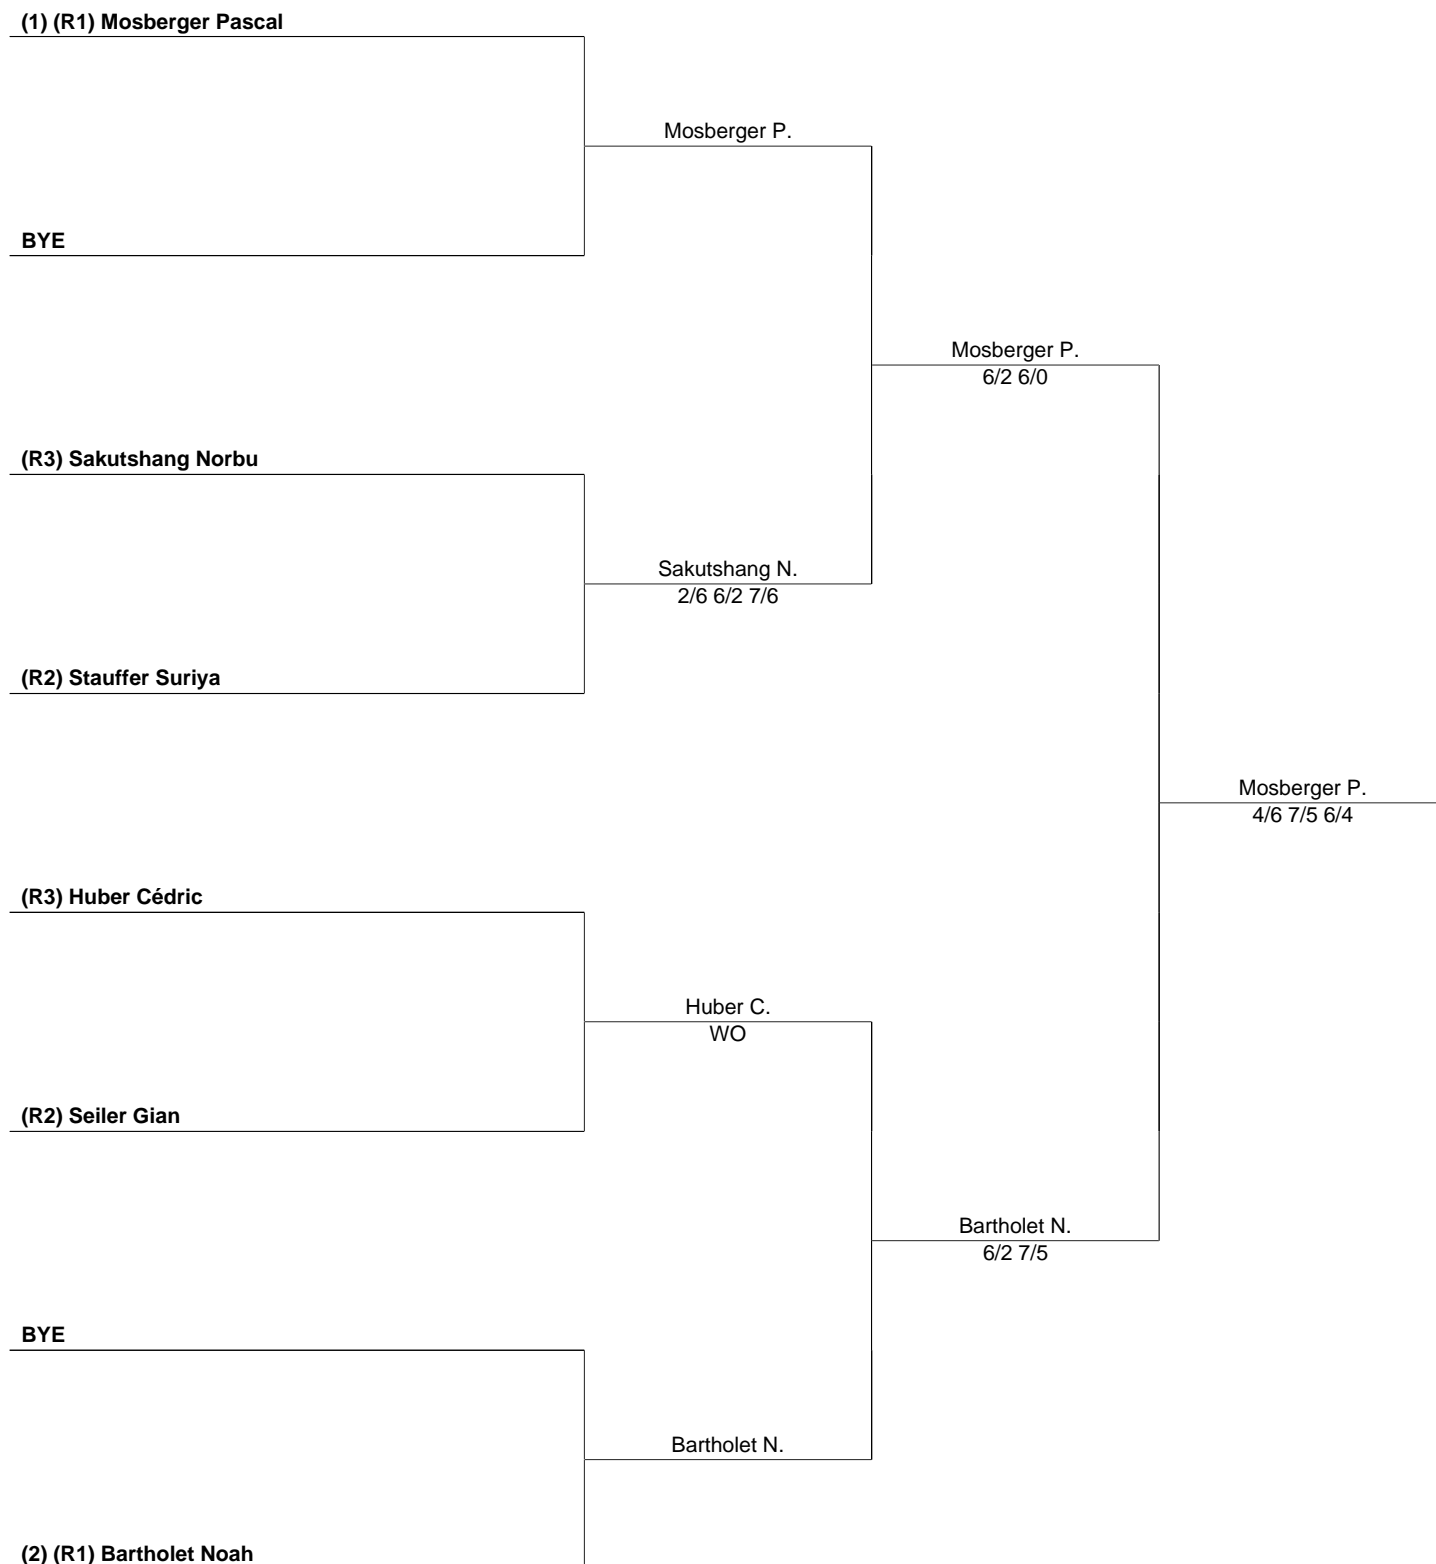 (1) (R1) Mosberger Pascal
Mosberger P.
BYE
Mosberger P.
6/2 6/0
(R3) Sakutshang Norbu
Sakutshang N.
2/6 6/2 7/6
(R2) Stauffer Suriya
Mosberger P.
4/6 7/5 6/4
(R3) Huber Cédric
Huber C.
WO
(R2) Seiler Gian
Bartholet N.
6/2 7/5
BYE
Bartholet N.
(2) (R1) Bartholet Noah